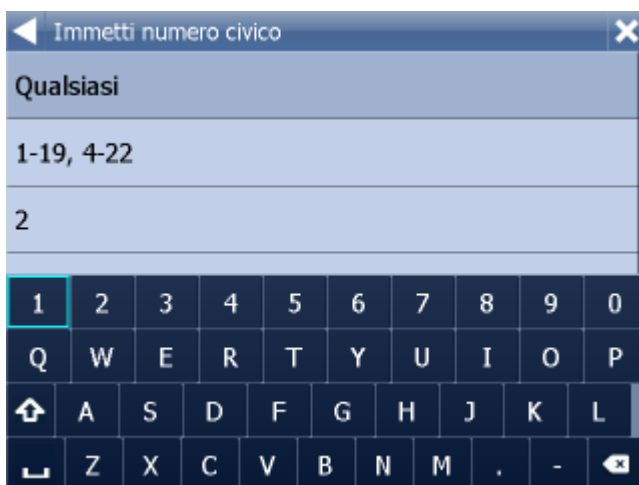 Immetti numero civico
Qualsiasi
1-19, 4-22
2
1 2 3 4 5 6 7 8 9 0
Q W E R T Y U I O P
A S D F G H J K L
Z X C V B N M . -